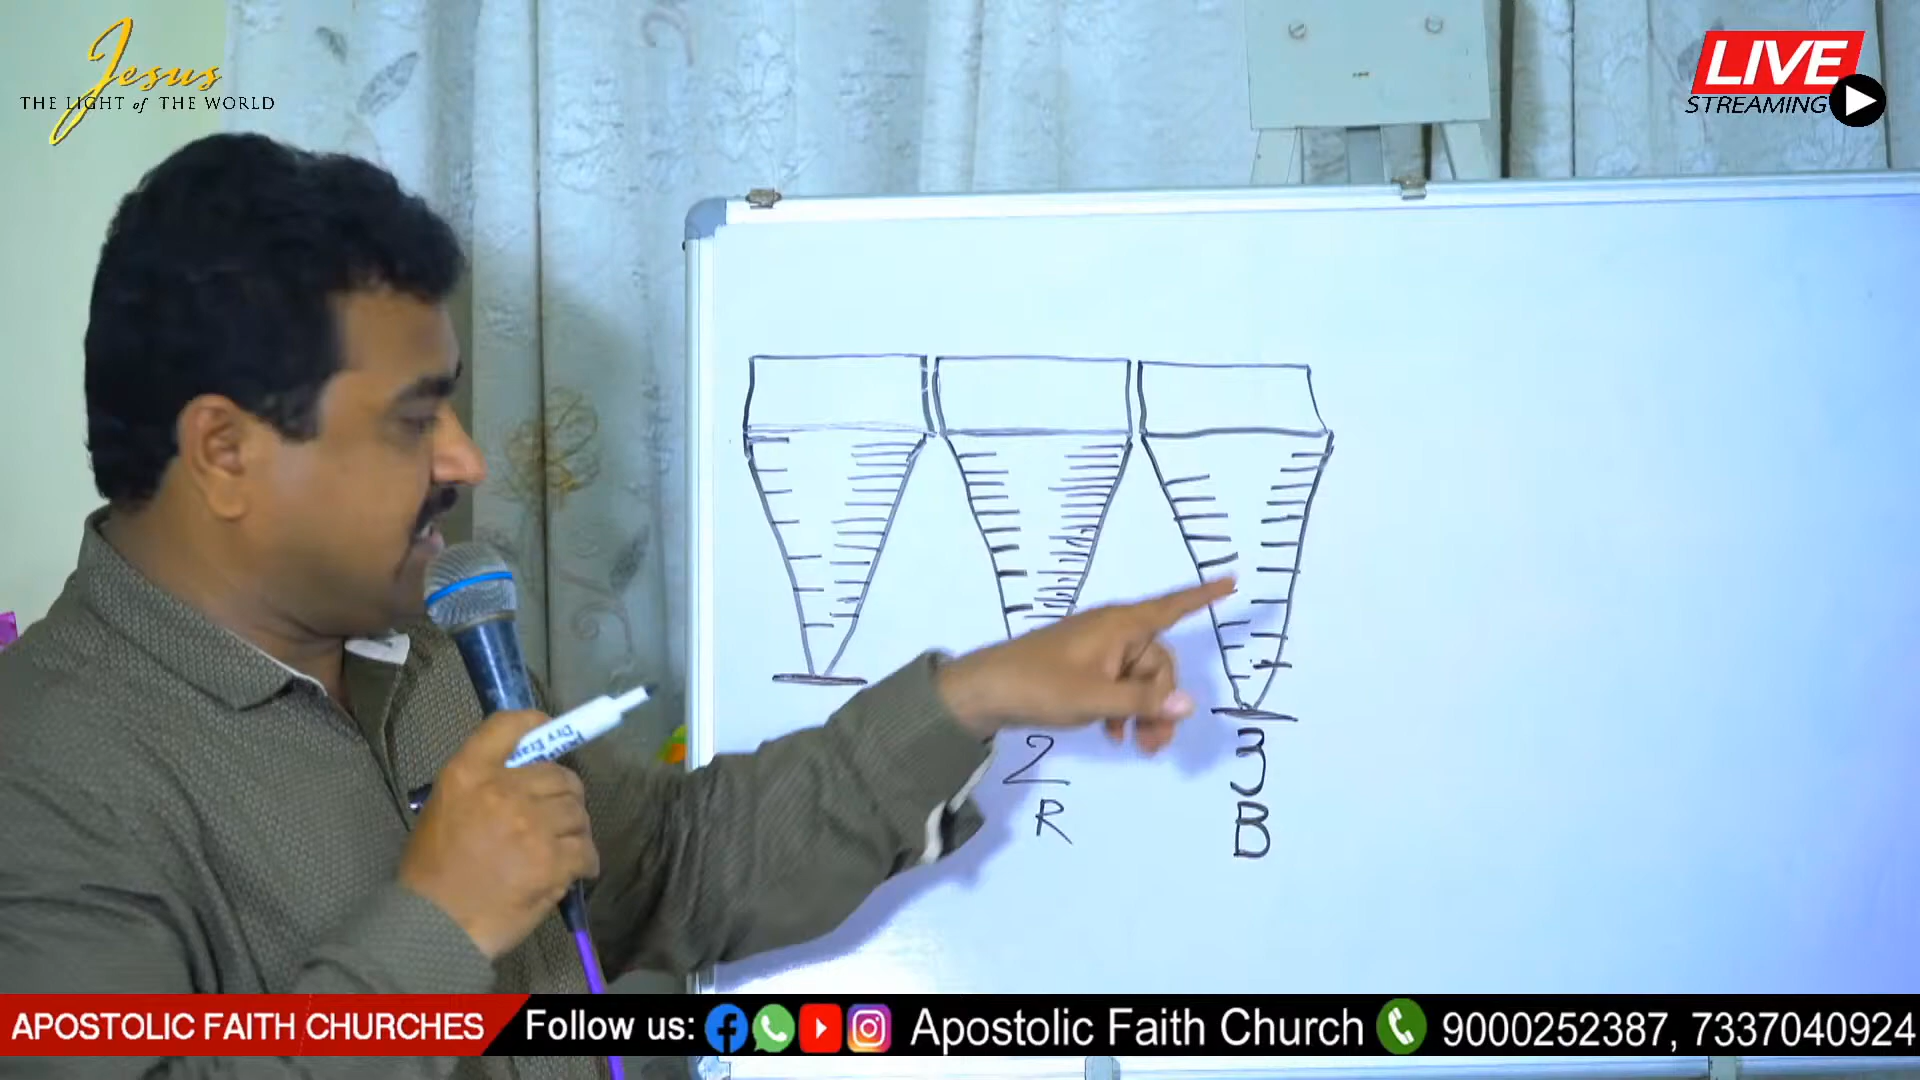 Jesus
THE LIGHT of THE WORLD
LIVE
STREAMING
2
R
3
B
APOSTOLIC FAITH CHURCHES
Follow us:
Apostolic Faith Church
9000252387, 7337040924